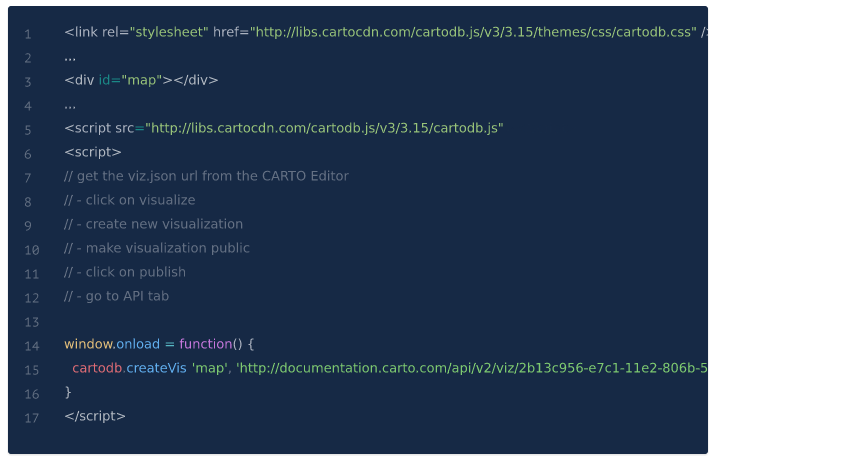 1 <link rel="stylesheet" href="http://libs.cartocdn.com/cartodb.js/v3/3.15/themes/css/cartodb.css" />
2 ...
3 <div id="map"></div>
4 ...
5 <script src="http://libs.cartocdn.com/cartodb.js/v3/3.15/cartodb.js"
6 <script>
7 // get the viz.json url from the CARTO Editor
8 // - click on visualize
9 // - create new visualization
10 // - make visualization public
11 // - click on publish
12 // - go to API tab
13
14 window.onload = function() {
15 cartodb.createVis 'map', 'http://documentation.carto.com/api/v2/viz/2b13c956-e7c1-11e2-806b-5
16 }
17 </script>